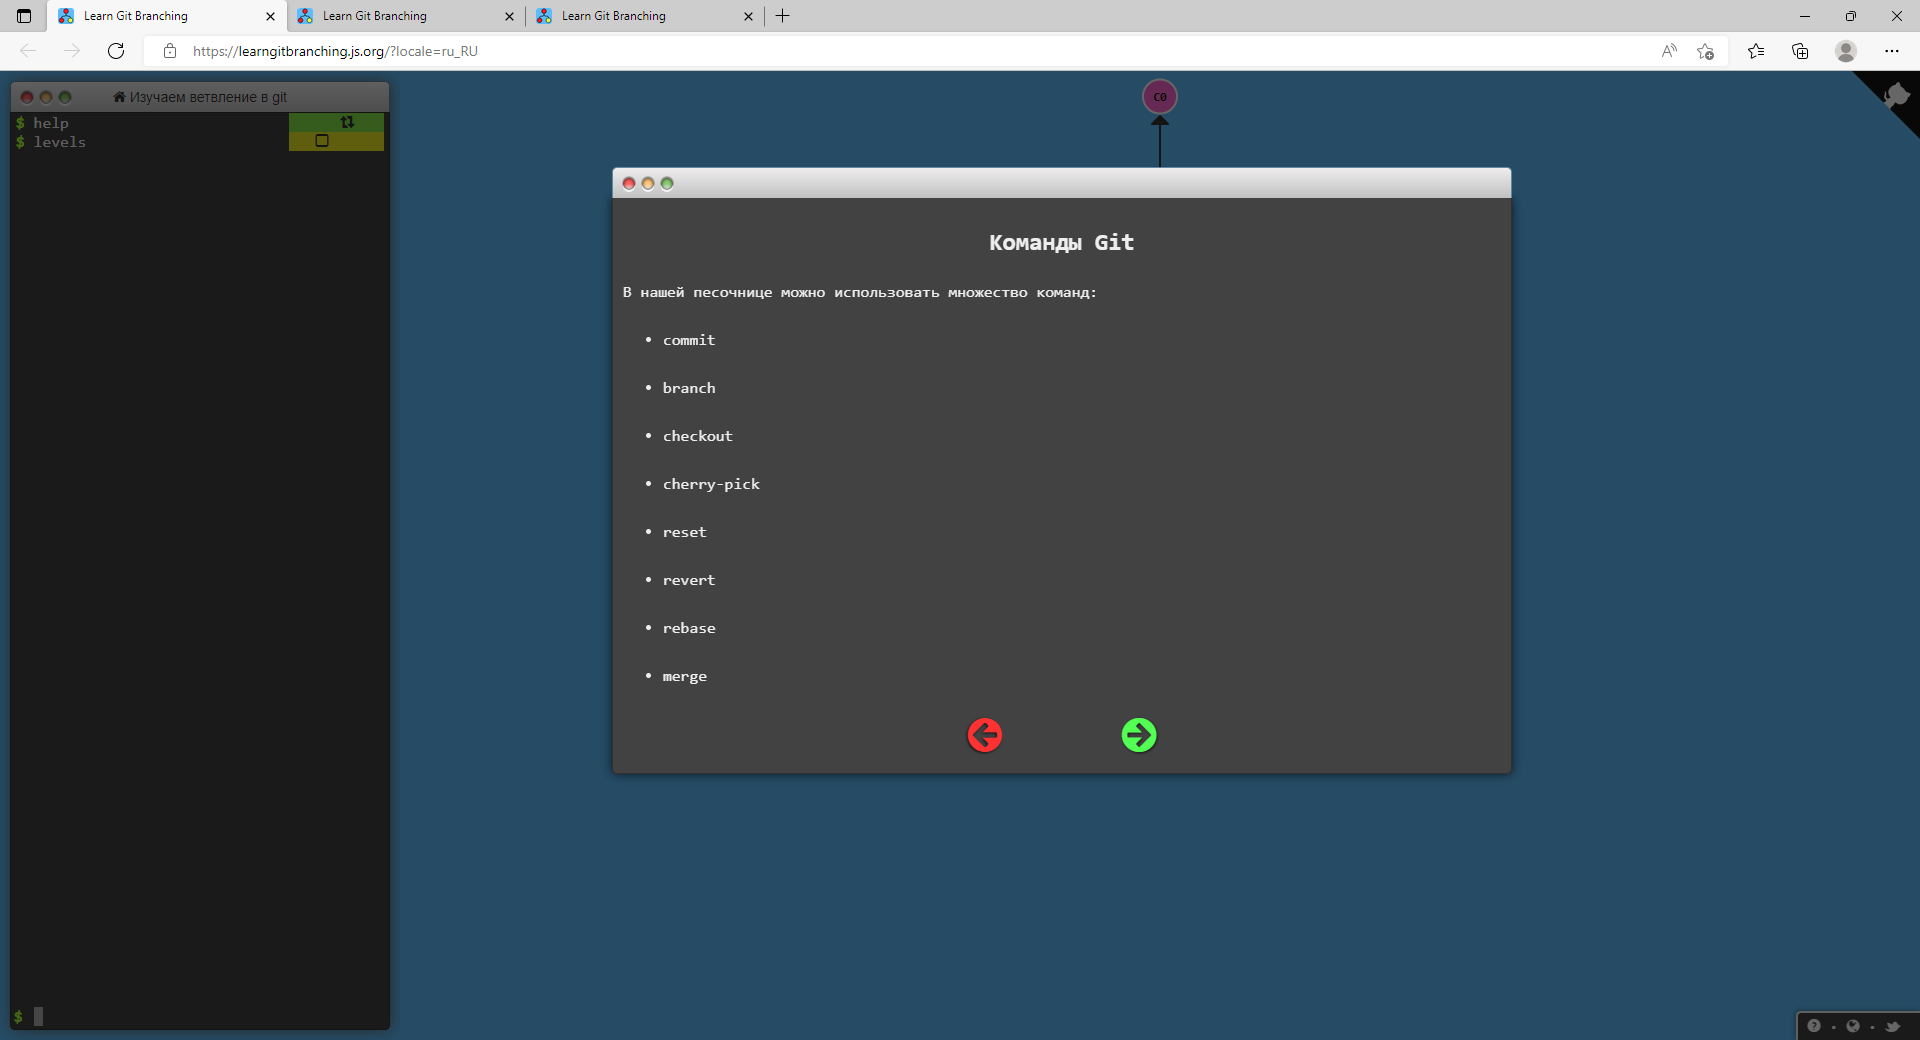 Learn Git Branching
Learn Git Branching
Learn Git Branching
https://learngitbranching.js.org/?locale=ru_RU
Изучаем ветвление в git
$ help
$ levels
C0
Команды Git
В нашей песочнице можно использовать множество команд:
• commit
• branch
• checkout
• cherry-pick
• reset
• revert
• rebase
• merge
$